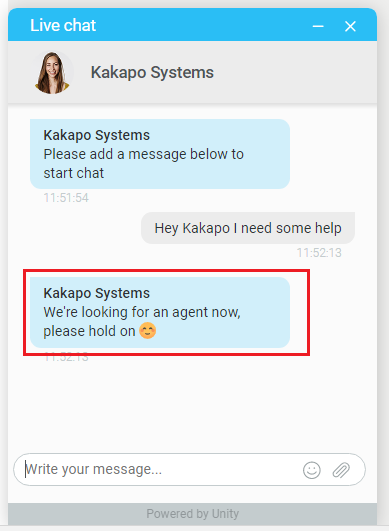 Live chat
Kakapo Systems
Kakapo Systems
Please add a message below to
start chat
11:51:54
Hey Kakapo I need some help
11:52:13
Kakapo Systems
We're looking for an agent now,
please hold on 😊
11:52:13
Write your message...
Powered by Unity